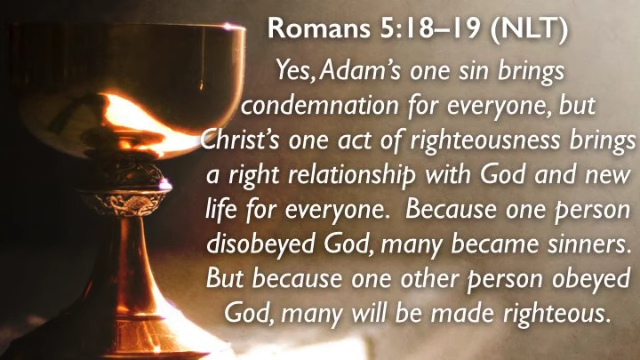 Romans 5:18–19 (NLT)
Yes, Adam’s one sin brings
condemnation for everyone, but
Christ’s one act of righteousness brings
a right relationship with God and new
life for everyone.  Because one person
disobeyed God, many became sinners.
But because one other person obeyed
God, many will be made righteous.